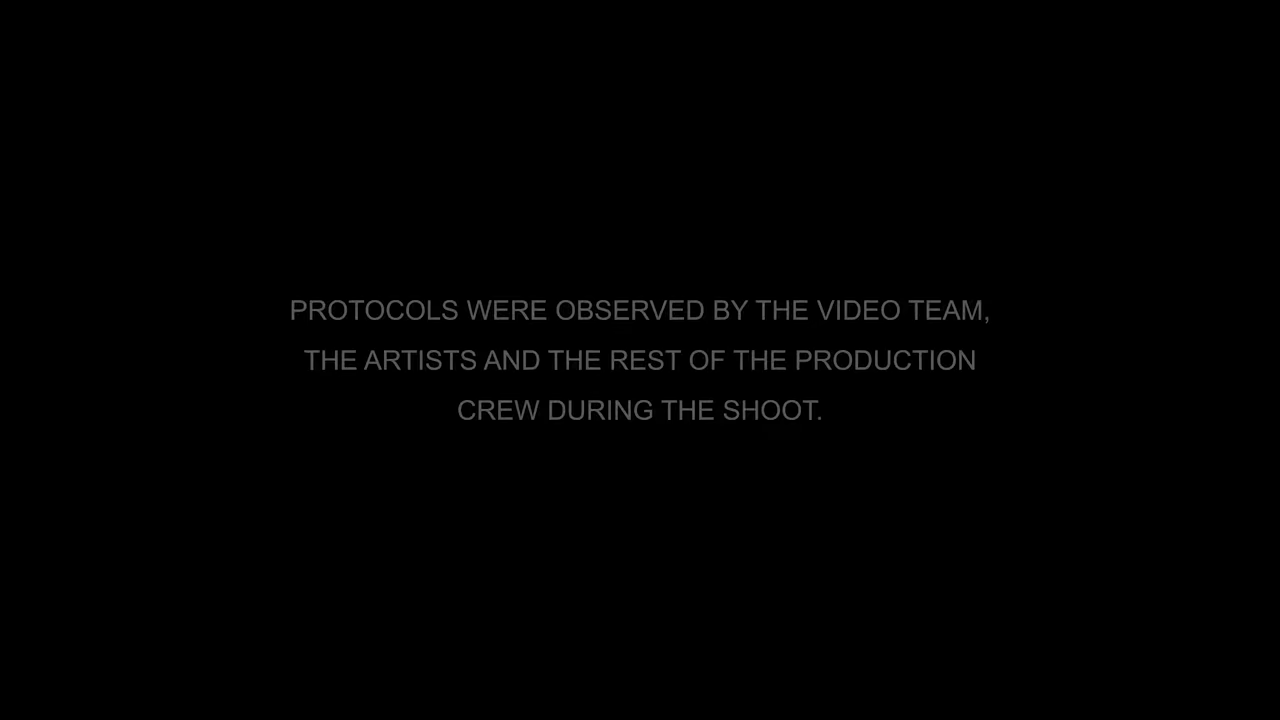 PROTOCOLS WERE OBSERVED BY THE VIDEO TEAM,
THE ARTISTS AND THE REST OF THE PRODUCTION
CREW DURING THE SHOOT.